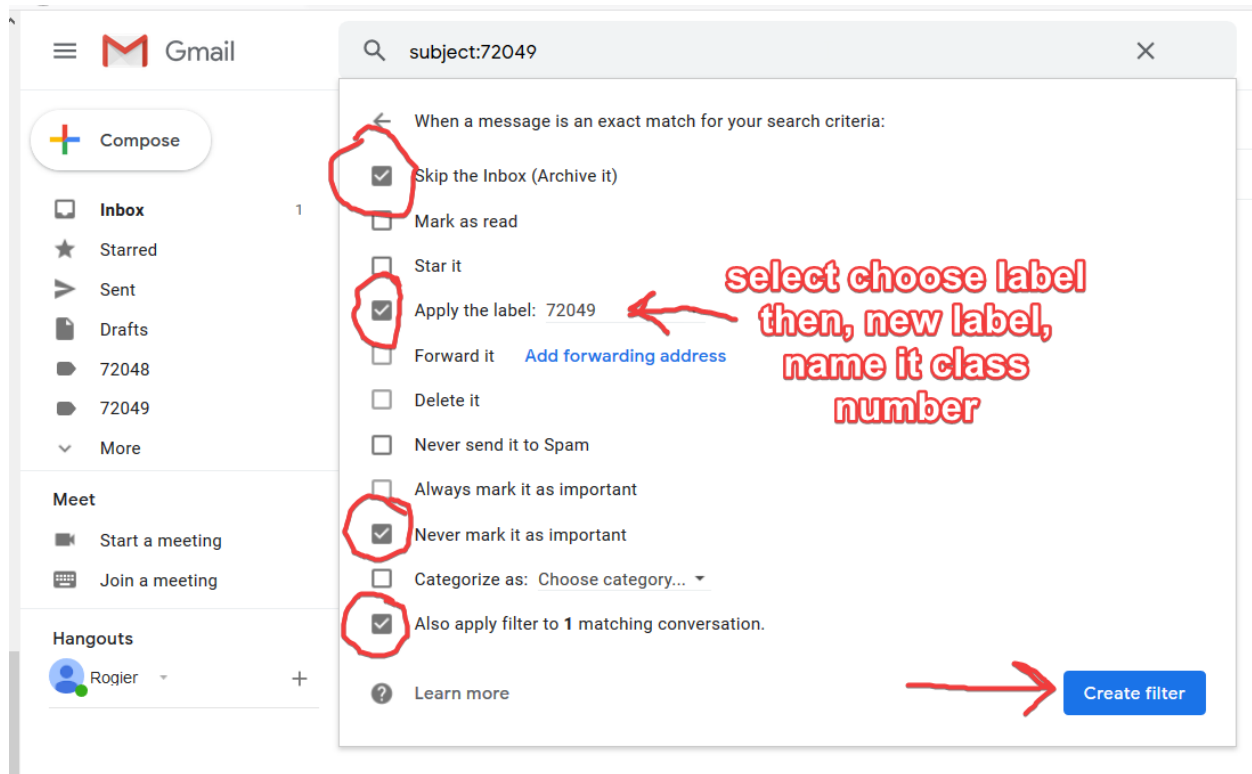 Gmail
subject:72049
Compose
Inbox 1
Starred
Sent
Drafts
72048
72049
More
Meet
Start a meeting
Join a meeting
Hangouts
Rogier
When a message is an exact match for your search criteria:
Skip the Inbox (Archive it)
Mark as read
Star it
Apply the label: 72049
Forward it Add forwarding address
Delete it
Never send it to Spam
Always mark it as important
Never mark it as important
Categorize as: Choose category...
Also apply filter to 1 matching conversation.
Learn more
Create filter
select choose label
then, new label,
name it class
number